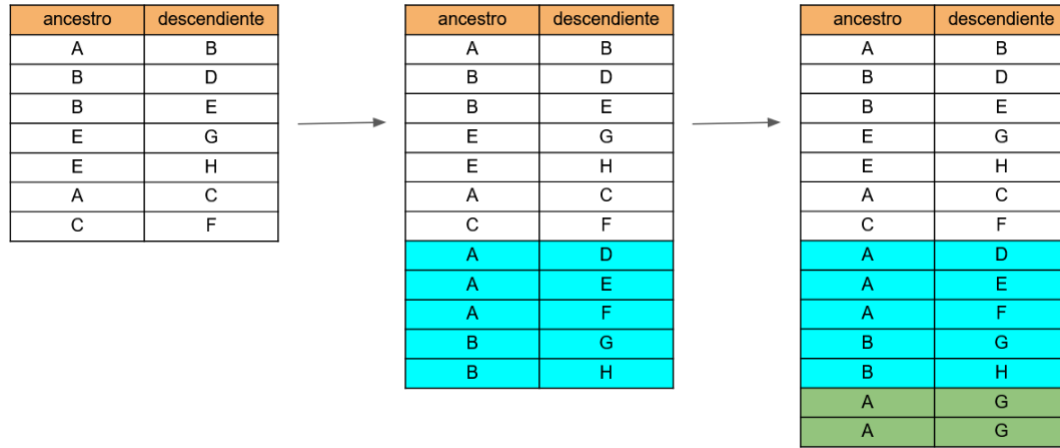 ancestro descendiente
A B
B D
B E
E G
E H
A C
C F
ancestro descendiente
A B
B D
B E
E G
E H
A C
C F
A D
A E
A F
B G
B H
ancestro descendiente
A B
B D
B E
E G
E H
A C
C F
A D
A E
A F
B G
B H
A G
A G